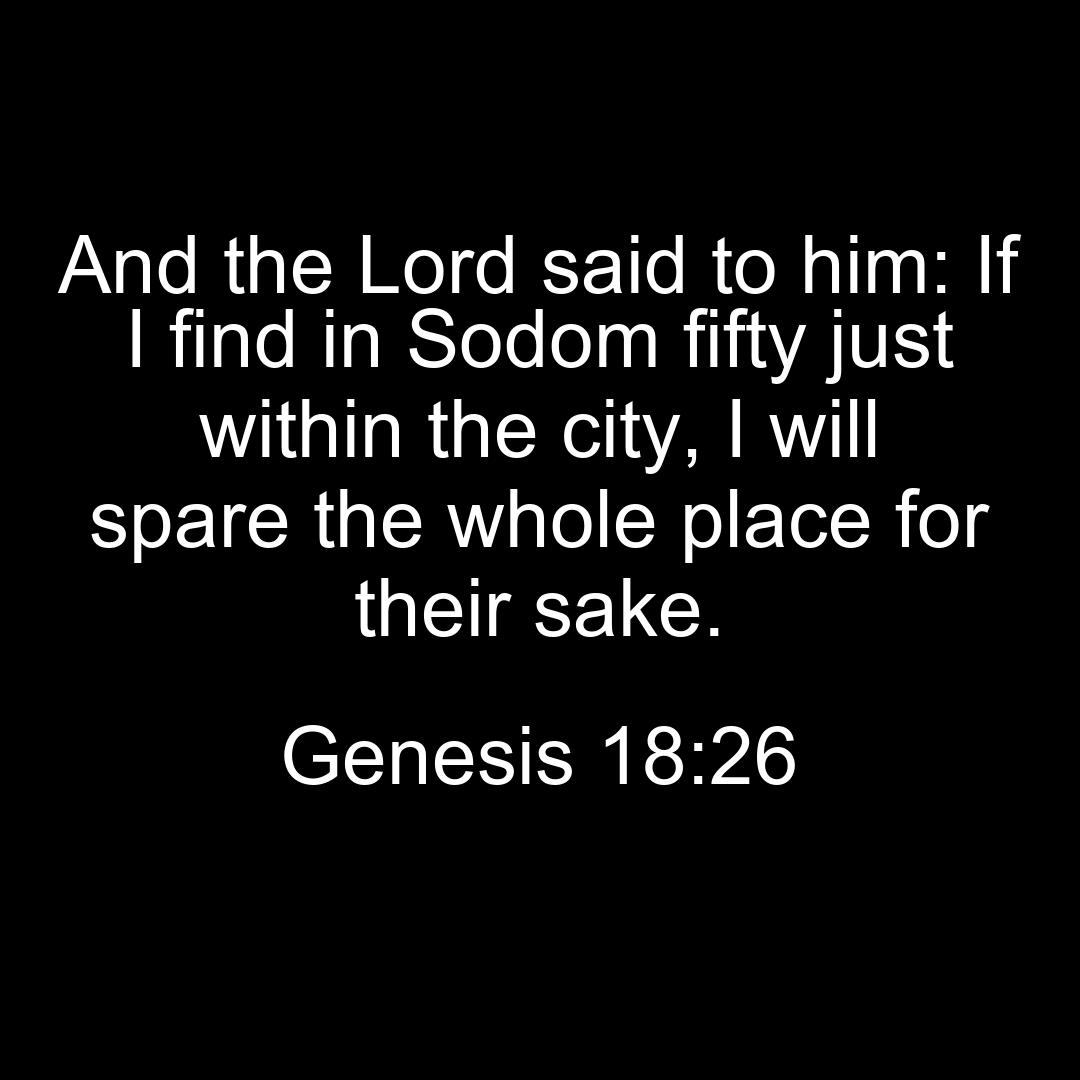 And the Lord said to him: If
I find in Sodom fifty just
within the city, I will
spare the whole place for
their sake.
Genesis 18:26